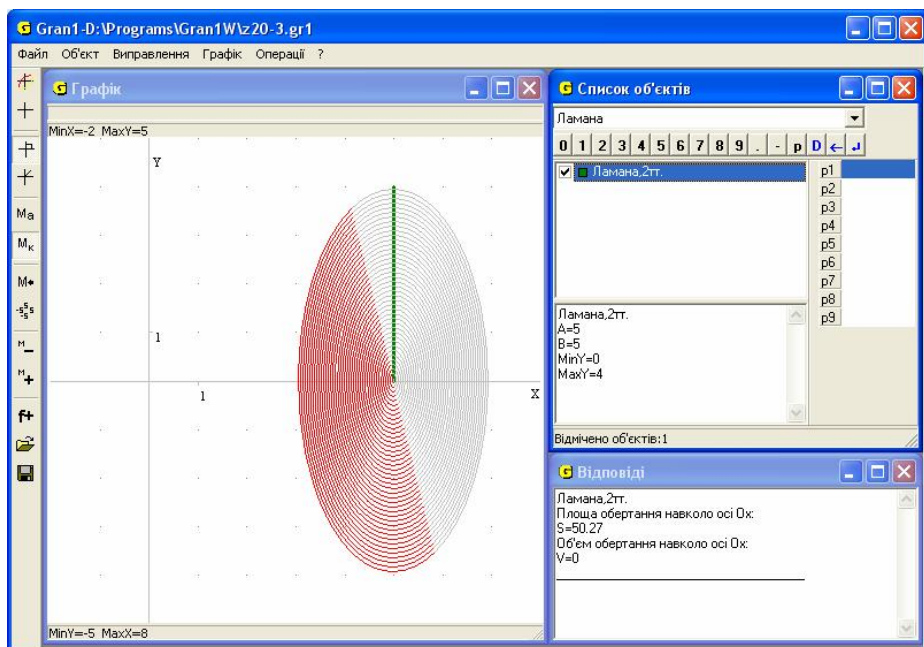 Gran1-D:\Programs\Gran1W\z20-3.gr1
Файл Об'єкт Виправлення Графік Операції ?
Графік
MinX=-2 MaxY=5
Y
1
1
X
MinY=-5 MaxX=8
Mа
Mк
M
-sss
M
M
f+
Список об'єктів
Ламана
0 1 2 3 4 5 6 7 8 9 . - p D
Ламана,2тт.
p1
p2
p3
p4
p5
p6
p7
p8
p9
Ламана,2тт.
A=5
B=5
MinY=0
MaxY=4
Відмічено об'єктів:1
Відповіді
Ламана,2тт.
Площа обертання навколо осі Ox:
S=50.27
Об'єм обертання навколо осі Ox:
V=0